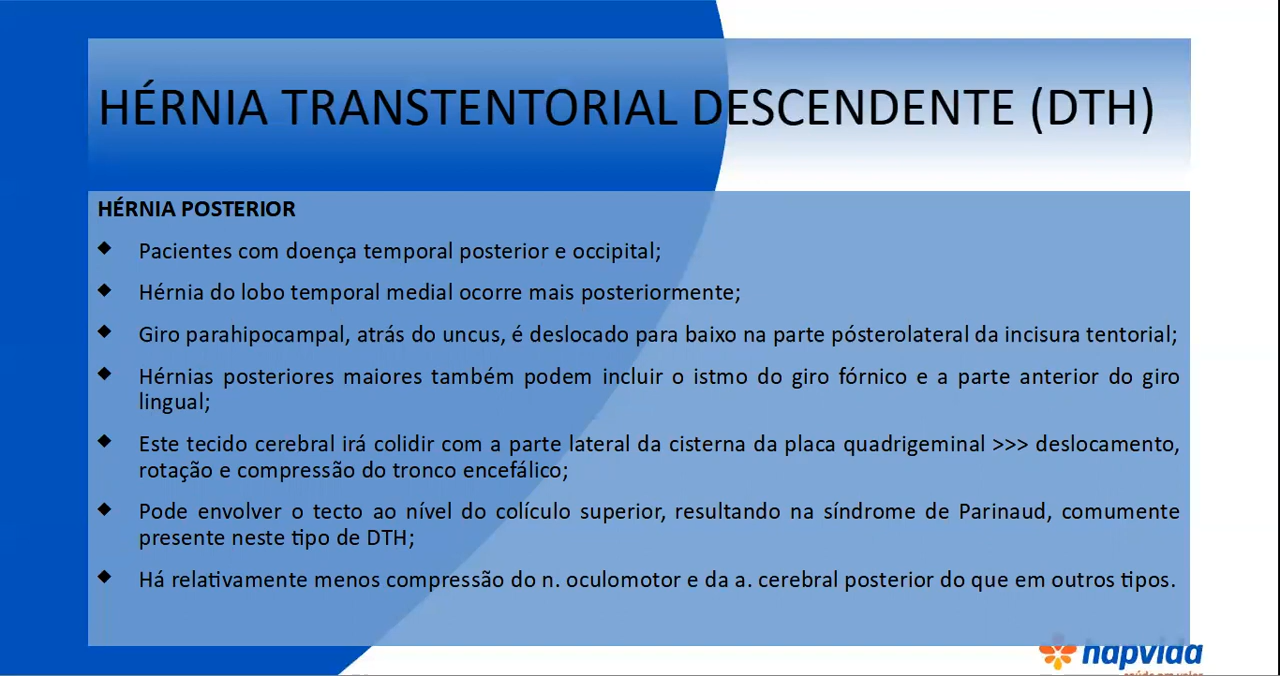 HÉRNIA TRANSTENTORIAL DESCENDENTE (DTH)
HÉRNIA POSTERIOR
Pacientes com doença temporal posterior e occipital;
Hérnia do lobo temporal medial ocorre mais posteriormente;
Giro parahipocampal, atrás do uncus, é deslocado para baixo na parte pósterolateral da incisura tentorial;
Hérnias posteriores maiores também podem incluir o istmo do giro fórnico e a parte anterior do giro
lingual;
Este tecido cerebral irá colidir com a parte lateral da cisterna da placa quadrigeminal >>> deslocamento,
rotação e compressão do tronco encefálico;
Pode envolver o tecto ao nível do colículo superior, resultando na síndrome de Parinaud, comumente
presente neste tipo de DTH;
Há relativamente menos compressão do n. oculomotor e da a. cerebral posterior do que em outros tipos.
hapvida